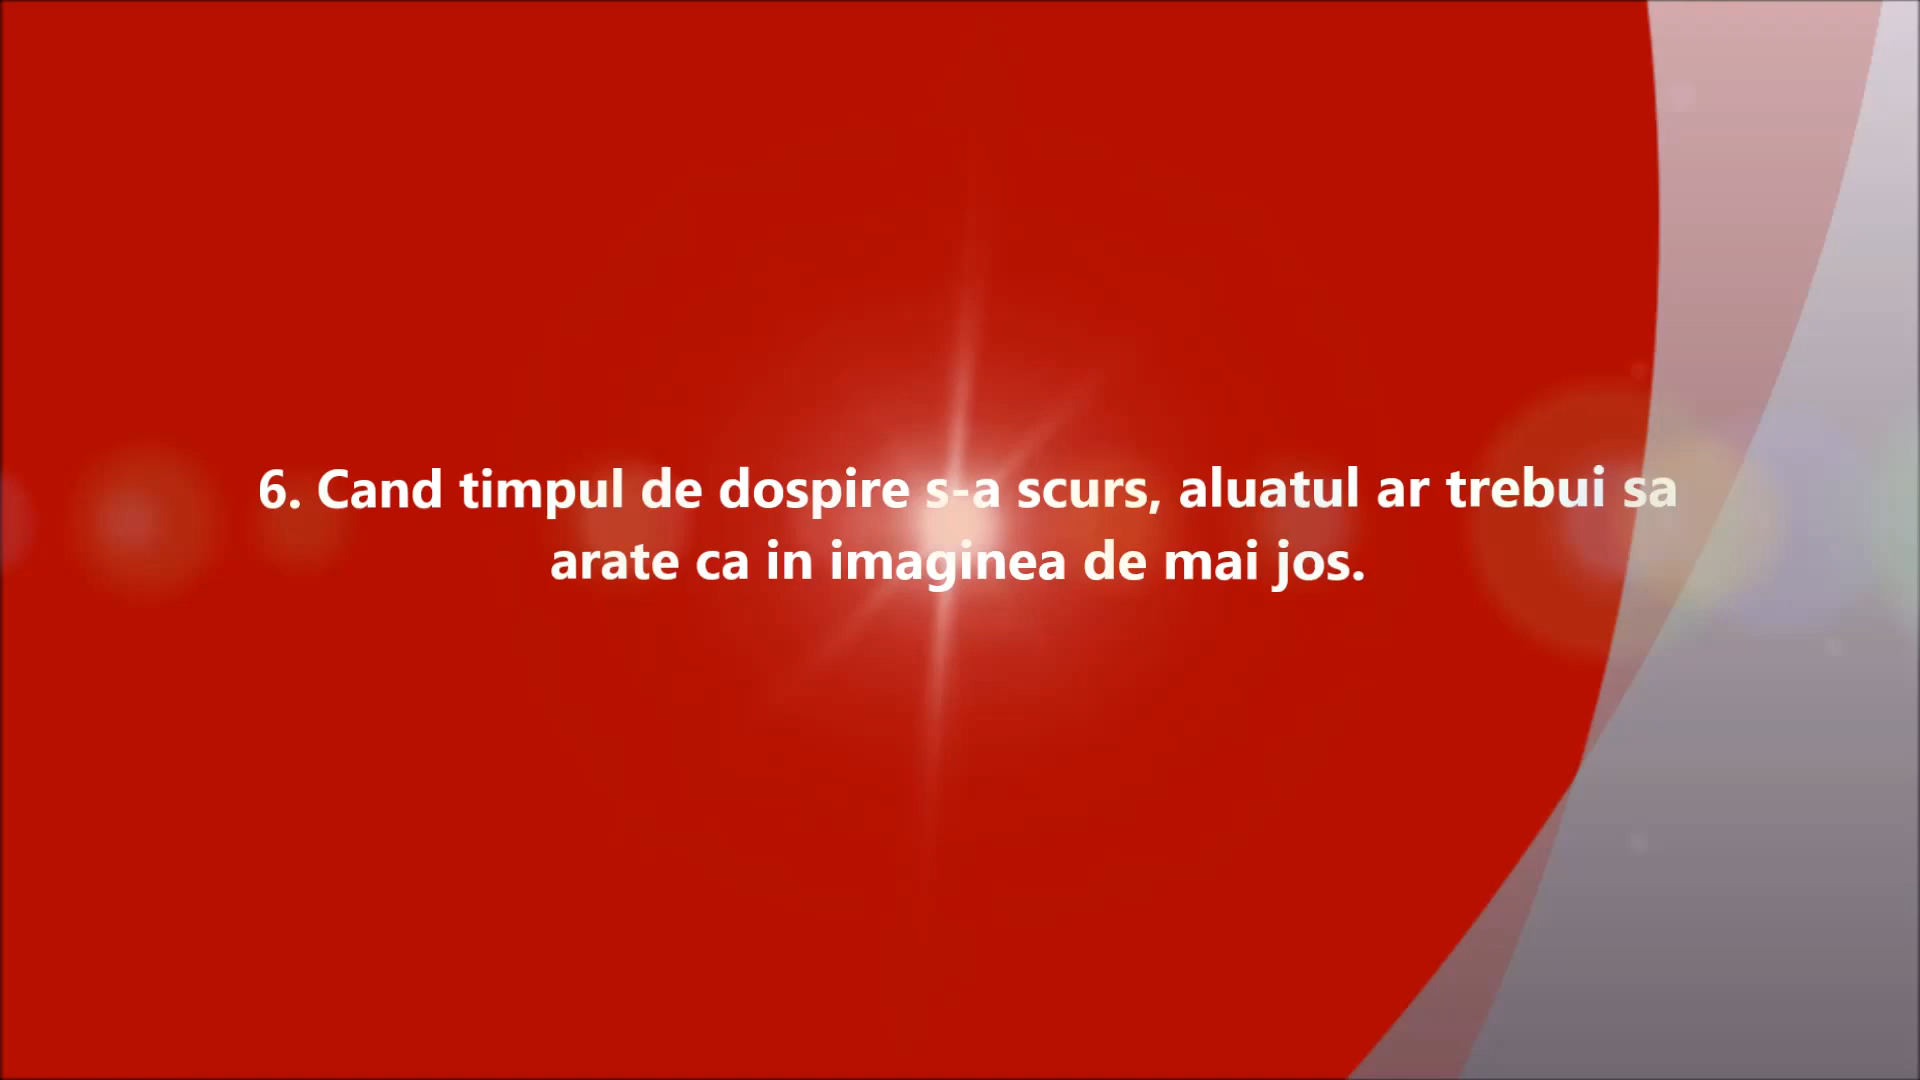 6. Cand timpul de dospire s-a scurs, aluatul ar trebui sa
arate ca in imaginea de mai jos.